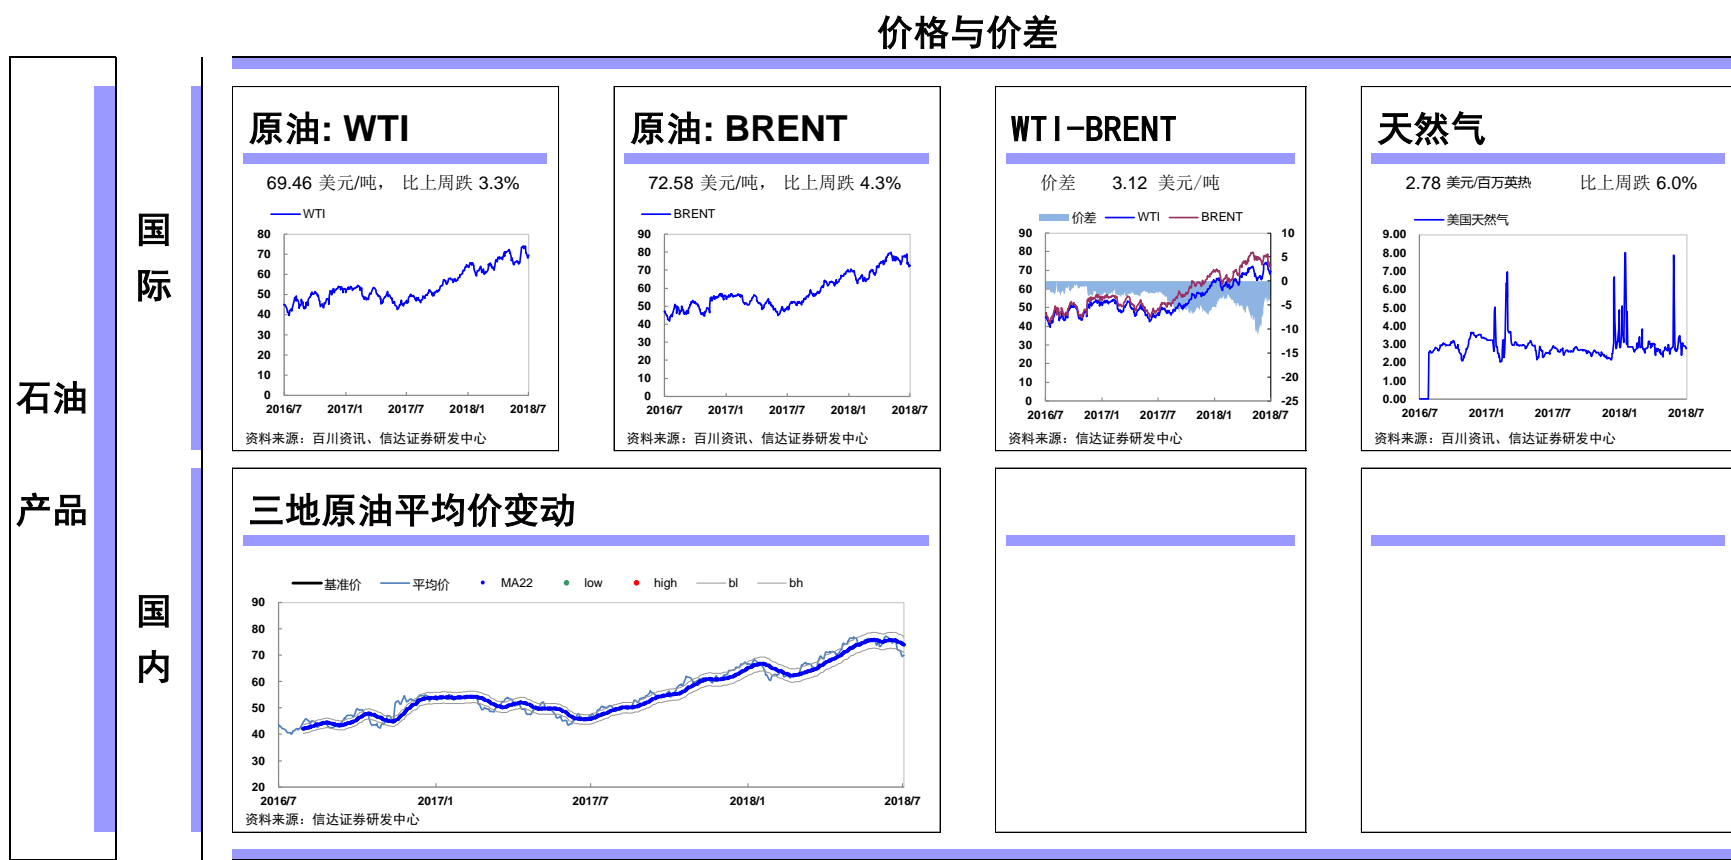 价格与价差
石油
产品
国
际
国
内
原油: WTI
69.46 美元/吨， 比上周跌 3.3%
WTI
80
70
60
50
40
30
20
10
0
2016/7 2017/1 2017/7 2018/1 2018/7
资料来源：百川资讯、信达证券研发中心
原油: BRENT
72.58 美元/吨， 比上周跌 4.3%
BRENT
90
80
70
60
50
40
30
20
10
0
2016/7 2017/1 2017/7 2018/1 2018/7
资料来源：百川资讯、信达证券研发中心
WTI-BRENT
价差 3.12 美元/吨
价差 WTI BRENT
90
80
70
60
50
40
30
20
10
0
10
5
0
-5
-10
-15
-20
-25
2016/7 2017/1 2017/7 2018/1 2018/7
资料来源：信达证券研发中心
天然气
2.78 美元/百万英热 比上周跌 6.0%
美国天然气
9.00
8.00
7.00
6.00
5.00
4.00
3.00
2.00
1.00
0.00
2016/7 2017/1 2017/7 2018/1 2018/7
资料来源：百川资讯、信达证券研发中心
三地原油平均价变动
基准价 平均价 MA22 low high bl bh
90
80
70
60
50
40
30
20
2016/7 2017/1 2017/7 2018/1 2018/7
资料来源：信达证券研发中心